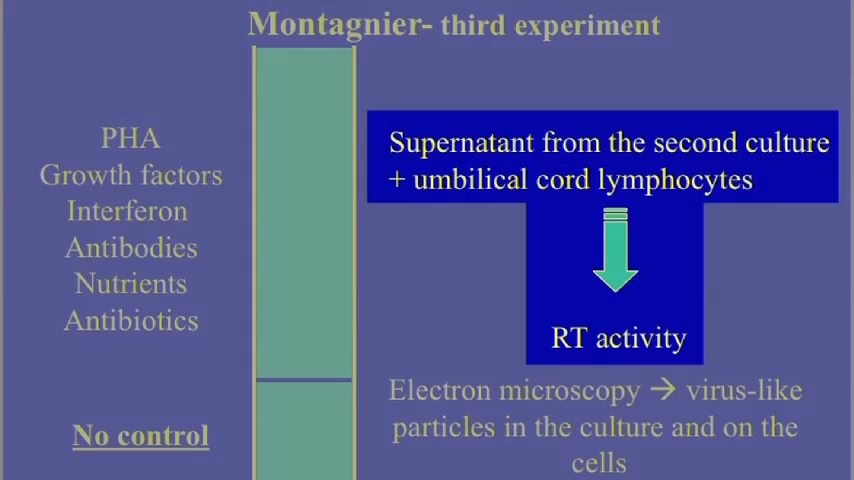 Montagnier- third experiment
PHA
Growth factors
Interferon
Antibodies
Nutrients
Antibiotics
No control
Supernatant from the second culture
+ umbilical cord lymphocytes
RT activity
Electron microscopy → virus-like
particles in the culture and on the
cells